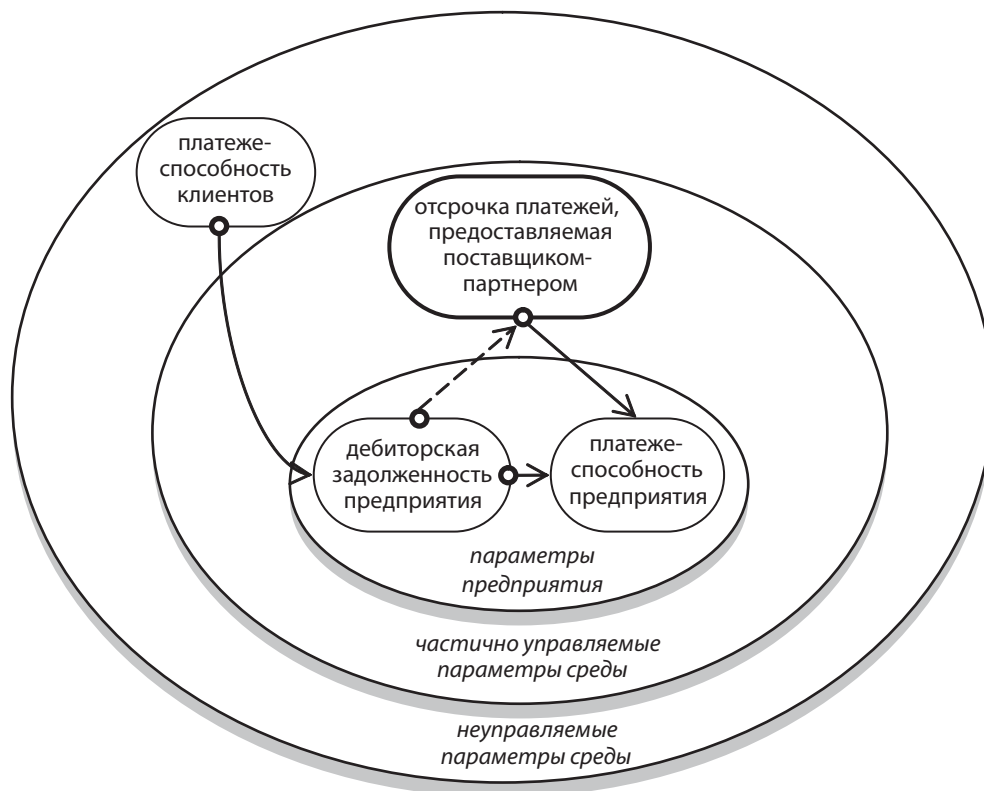 платеже-
способность
клиентов
отсрочка платежей,
предоставляемая
поставщиком-
партнером
дебиторская
задолженность
предприятия
платеже-
способность
предприятия
параметры
предприятия
частично управляемые
параметры среды
неуправляемые
параметры среды